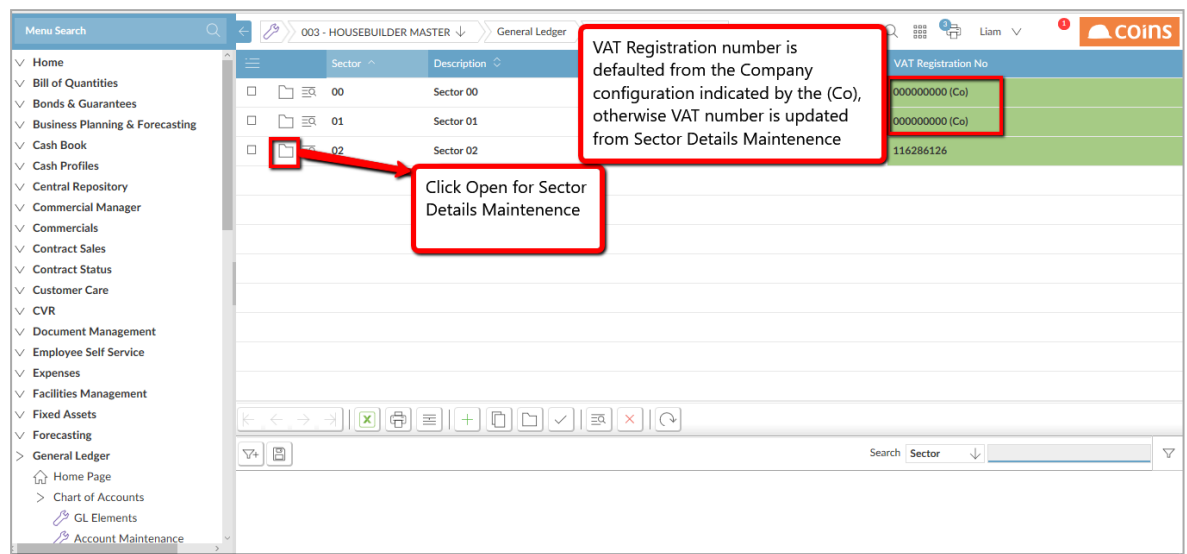 Menu Search
003 - HOUSEBUILDER MASTER
General Ledger
3
Liam
1
coins
Home
Bill of Quantities
Bonds & Guarantees
Business Planning & Forecasting
Cash Book
Cash Profiles
Central Repository
Commercial Manager
Commercials
Contract Sales
Contract Status
Customer Care
CVR
Document Management
Employee Self Service
Expenses
Facilities Management
Fixed Assets
Forecasting
General Ledger
Home Page
Chart of Accounts
GL Elements
Account Maintenance
Sector
Description
VAT Registration No
00
Sector 00
000000000 (Co)
01
Sector 01
000000000 (Co)
02
Sector 02
116286126
VAT Registration number is
defaulted from the Company
configuration indicated by the (Co),
otherwise VAT number is updated
from Sector Details Maintenence
Click Open for Sector
Details Maintenence
Search
Sector